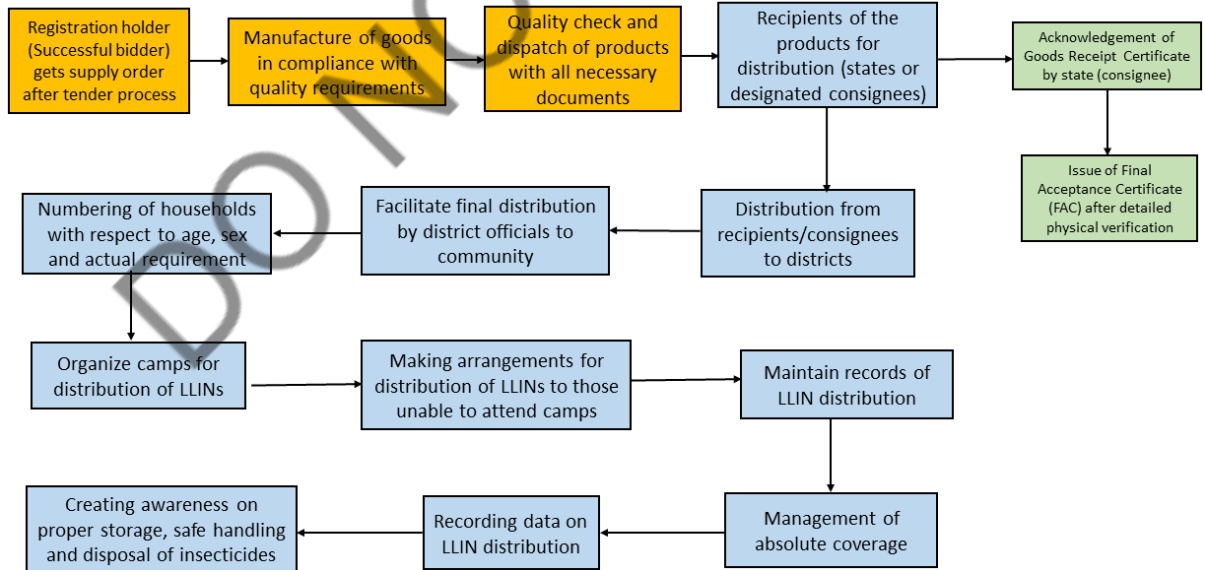 Registration holder
(Successful bidder)
gets supply order
after tender process
Manufacture of goods
in compliance with
quality requirements
Quality check and
dispatch of products
with all necessary
documents
Recipients of the
products for
distribution (states or
designated consignees)
Acknowledgement of
Goods Receipt Certificate
by state (consignee)
Issue of Final
Acceptance Certificate
(FAC) after detailed
physical verification
Distribution from
recipients/consignees
to districts
Facilitate final distribution
by district officials to
community
Numbering of households
with respect to age, sex
and actual requirement
Organize camps for
distribution of LLINs
Making arrangements for
distribution of LLINs to those
unable to attend camps
Maintain records of
LLIN distribution
Management of
absolute coverage
Recording data on
LLIN distribution
Creating awareness on
proper storage, safe handling
and disposal of insecticides
DO NO